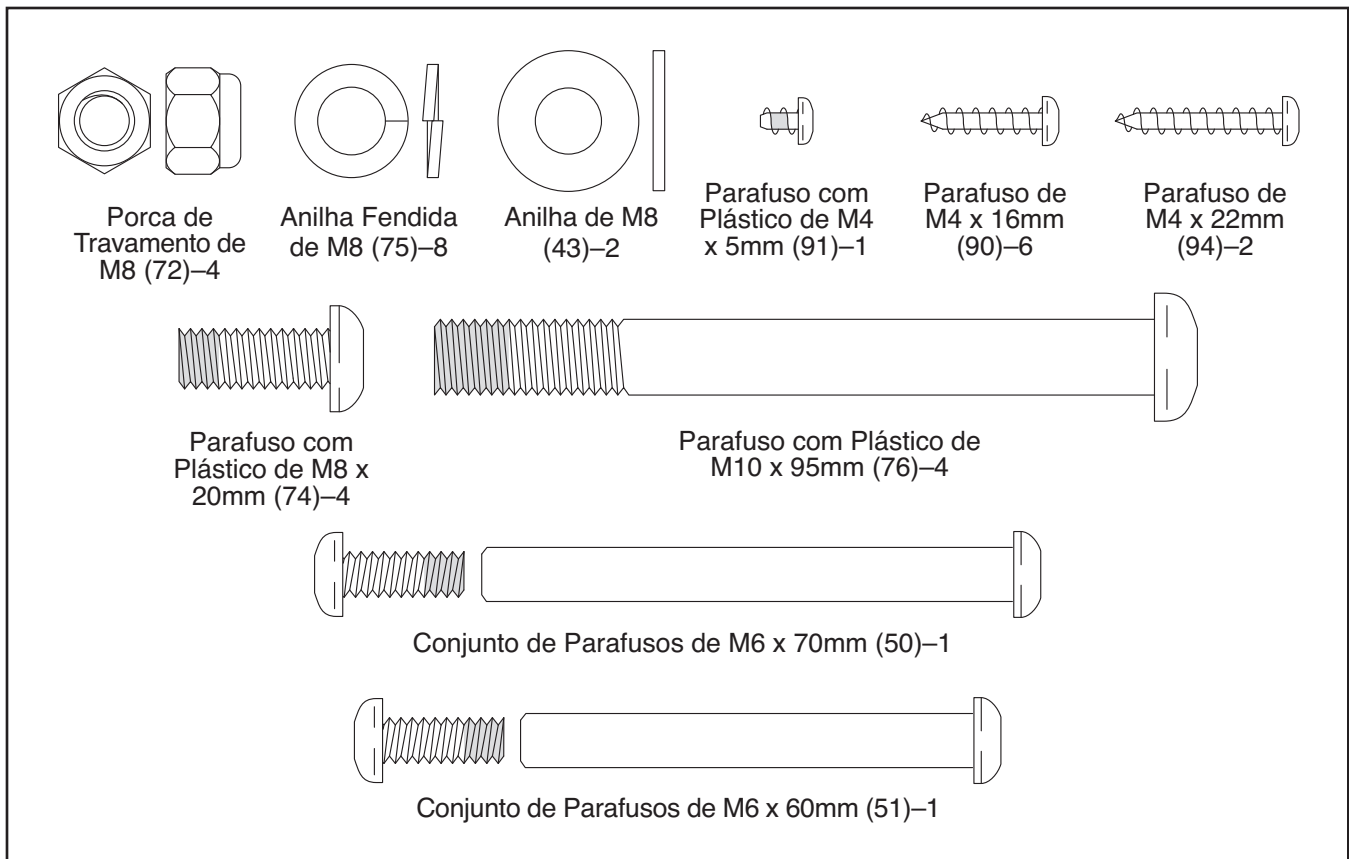 Porca de
Travamento de
M8 (72)–4
Anilha Fendida
de M8 (75)–8
Anilha de M8
(43)–2
Parafuso com
Plástico de M4
x 5mm (91)–1
Parafuso de
M4 x 16mm
(90)–6
Parafuso de
M4 x 22mm
(94)–2
Parafuso com
Plástico de M8 x
20mm (74)–4
Parafuso com Plástico de
M10 x 95mm (76)–4
Conjunto de Parafusos de M6 x 70mm (50)–1
Conjunto de Parafusos de M6 x 60mm (51)–1